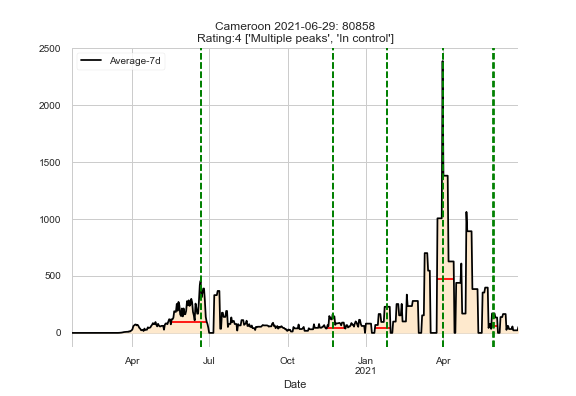 Cameroon 2021-06-29: 80858
Rating:4 ['Multiple peaks', 'In control']
Average-7d
2500
2000
1500
1000
500
0
Apr Jul Oct Jan Apr
2021
Date